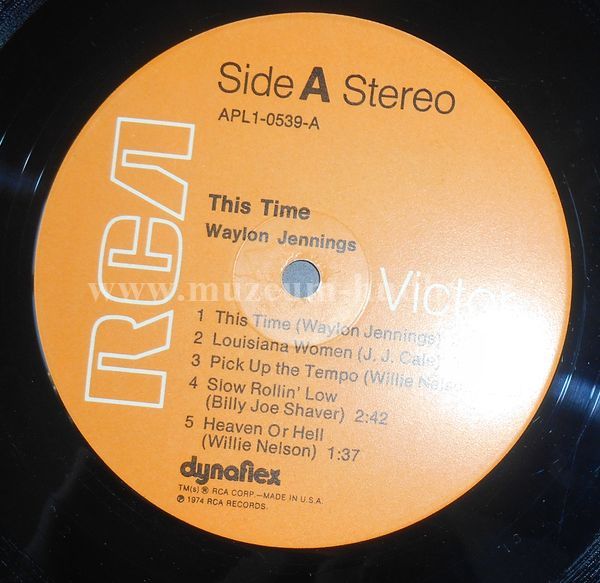 Side A Stereo
APL1-0539-A
This Time
Waylon Jennings
RCA
Victor
1 This Time (Waylon Jennings)
2 Louisiana Women (J. J. Cale)
3 Pick Up the Tempo (Willie Nelson
4 Slow Rollin' Low
(Billy Joe Shaver) 2:42
5 Heaven Or Hell
(Willie Nelson) 1:37
dynaflex
TM(s) ® RCA CORP.—MADE IN U.S.A.
℗ 1974 RCA RECORDS.